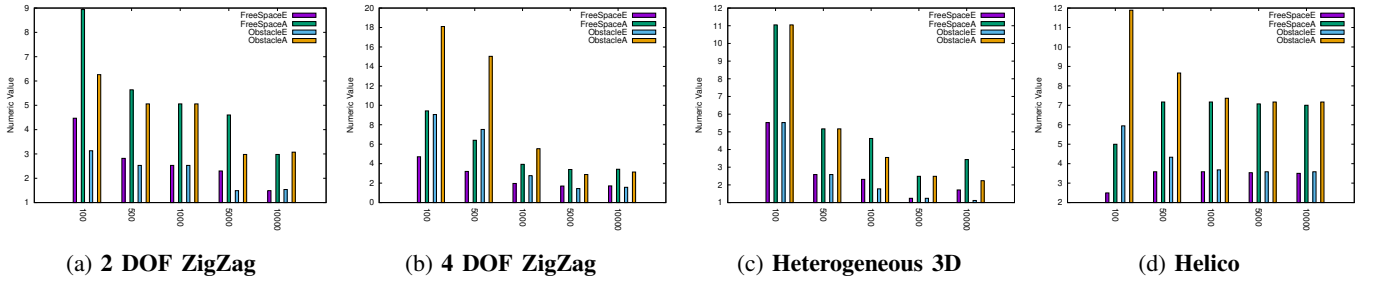 9
8
7
6
5
4
3
2
1
Numeric Value
FreeSpaceE
FreeSpaceA
ObstacleE
ObstacleA
100
500
1000
5000
10000
(a) 2 DOF ZigZag
20
18
16
14
12
10
8
6
4
2
0
Numeric Value
FreeSpaceE
FreeSpaceA
ObstacleE
ObstacleA
100
500
1000
5000
10000
(b) 4 DOF ZigZag
12
11
10
9
8
7
6
5
4
3
2
1
Numeric Value
FreeSpaceE
FreeSpaceA
ObstacleE
ObstacleA
100
500
1000
5000
10000
(c) Heterogeneous 3D
12
11
10
9
8
7
6
5
4
3
2
Numeric Value
FreeSpaceE
FreeSpaceA
ObstacleE
ObstacleA
100
500
1000
5000
10000
(d) Helico